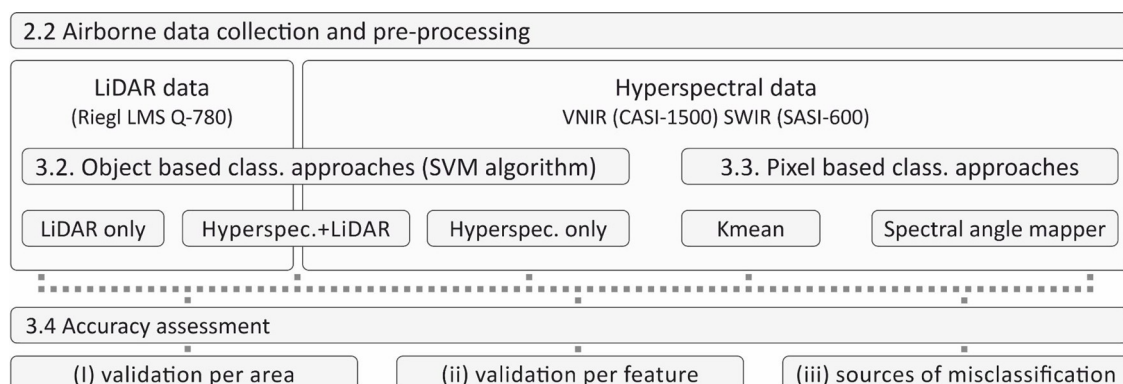 2.2 Airborne data collection and pre-processing
LiDAR data
(Riegl LMS Q-780)
Hyperspectral data
VNIR (CASI-1500) SWIR (SASI-600)
3.2. Object based class. approaches (SVM algorithm)
3.3. Pixel based class. approaches
LiDAR only
Hyperspec.+LiDAR
Hyperspec. only
Kmean
Spectral angle mapper
3.4 Accuracy assessment
(I) validation per area
(ii) validation per feature
(iii) sources of misclassification